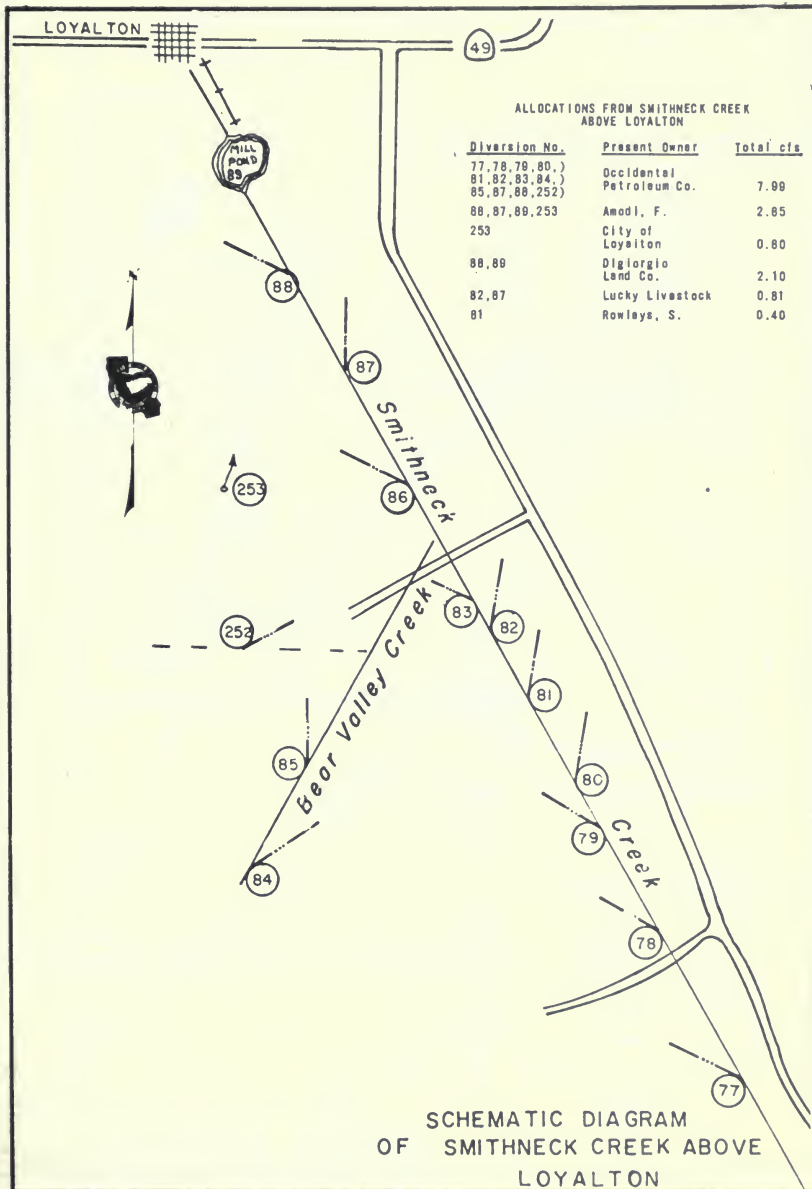 LOYALTON
49
ALLOCATIONS FROM SMITHNECK CREEK
ABOVE LOYALTON
Diversion No. Present Owner Total cfs
77,78,79,80,)
81,82,83,84,) Occidental
85,87,88,252) Petroleum Co. 7.99
88,87,89,253 Amodi, F. 2.85
253 City of
Loyalton 0.80
88,89 Digiorgio
Land Co. 2.10
82,87 Lucky Livestock 0.81
81 Rowleys, S. 0.40
MILL
POND
89
88
87
Smithneck
253
86
83
82
252
81
Bear Valley Creek
85
80
79
Creek
84
78
77
SCHEMATIC DIAGRAM
OF SMITHNECK CREEK ABOVE
LOYALTON